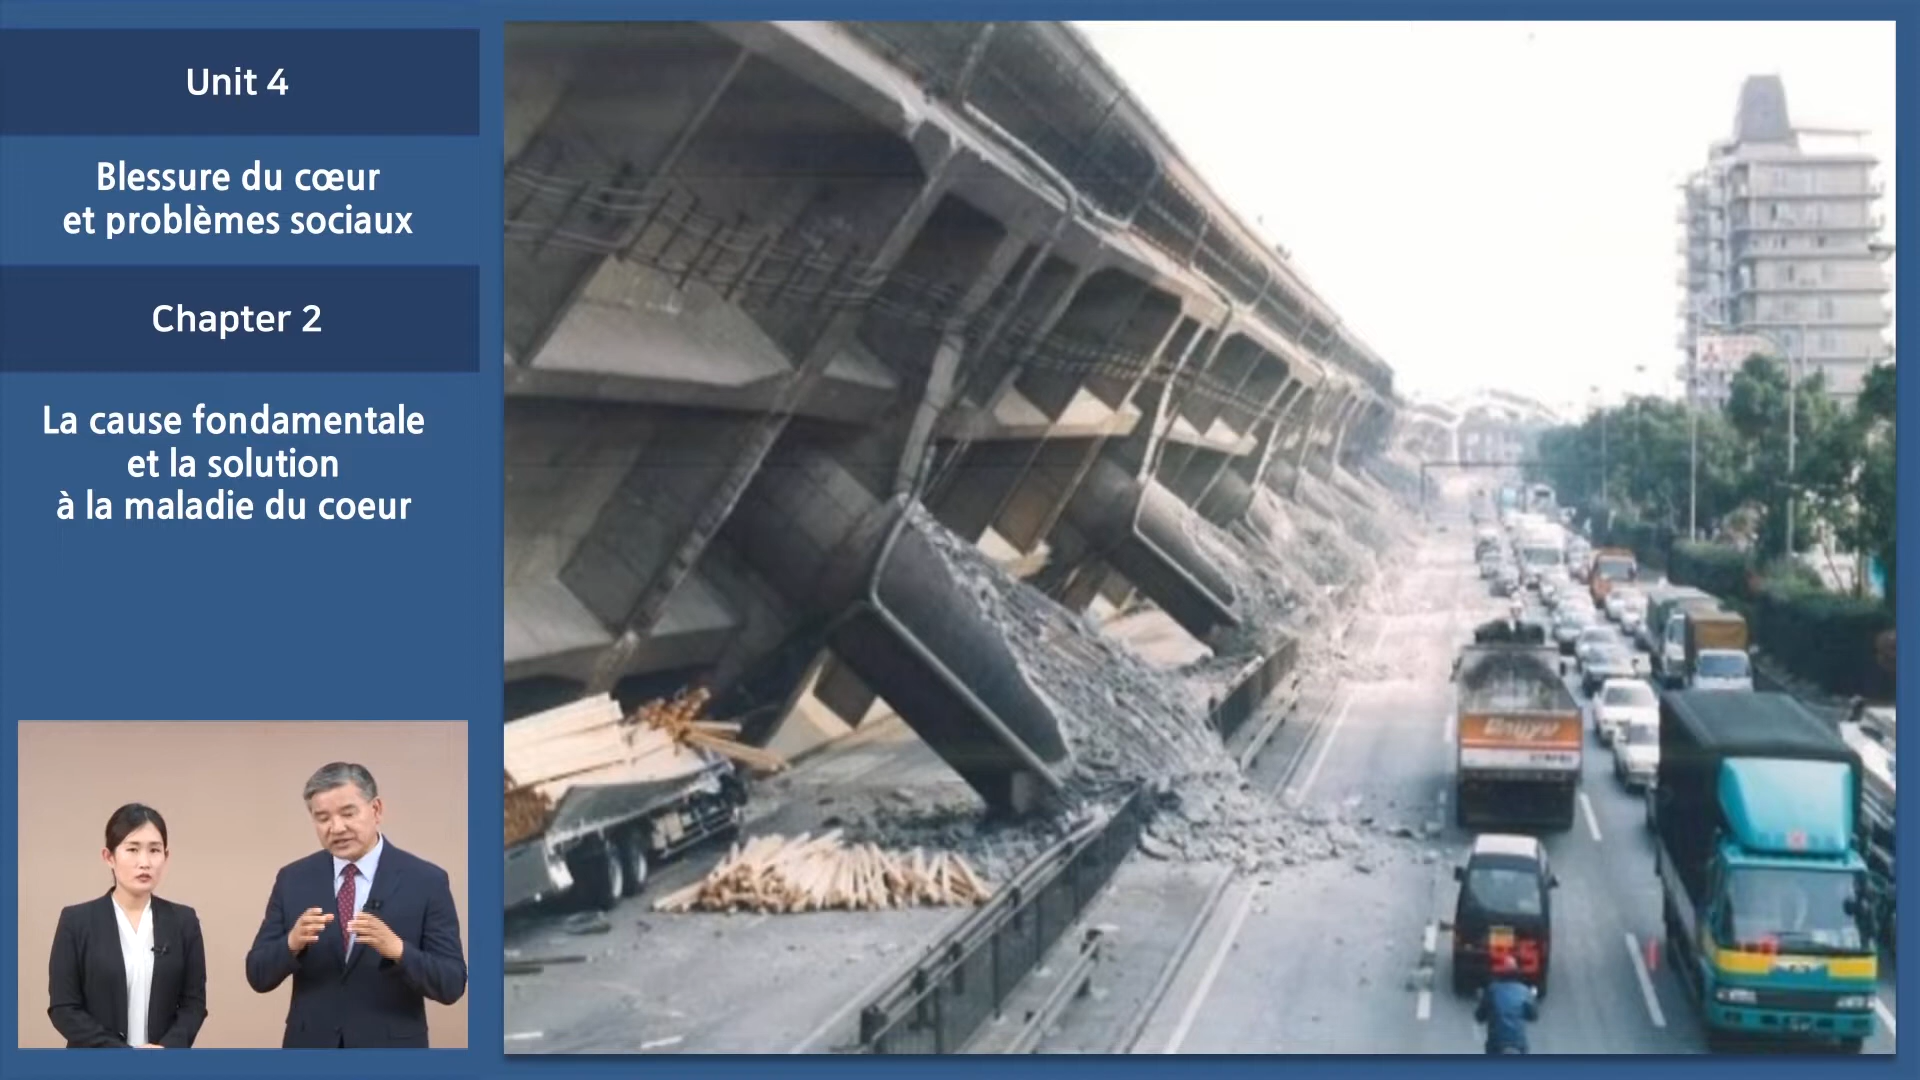 Unit 4
Blessure du cœur
et problèmes sociaux
Chapter 2
La cause fondamentale
et la solution
à la maladie du coeur